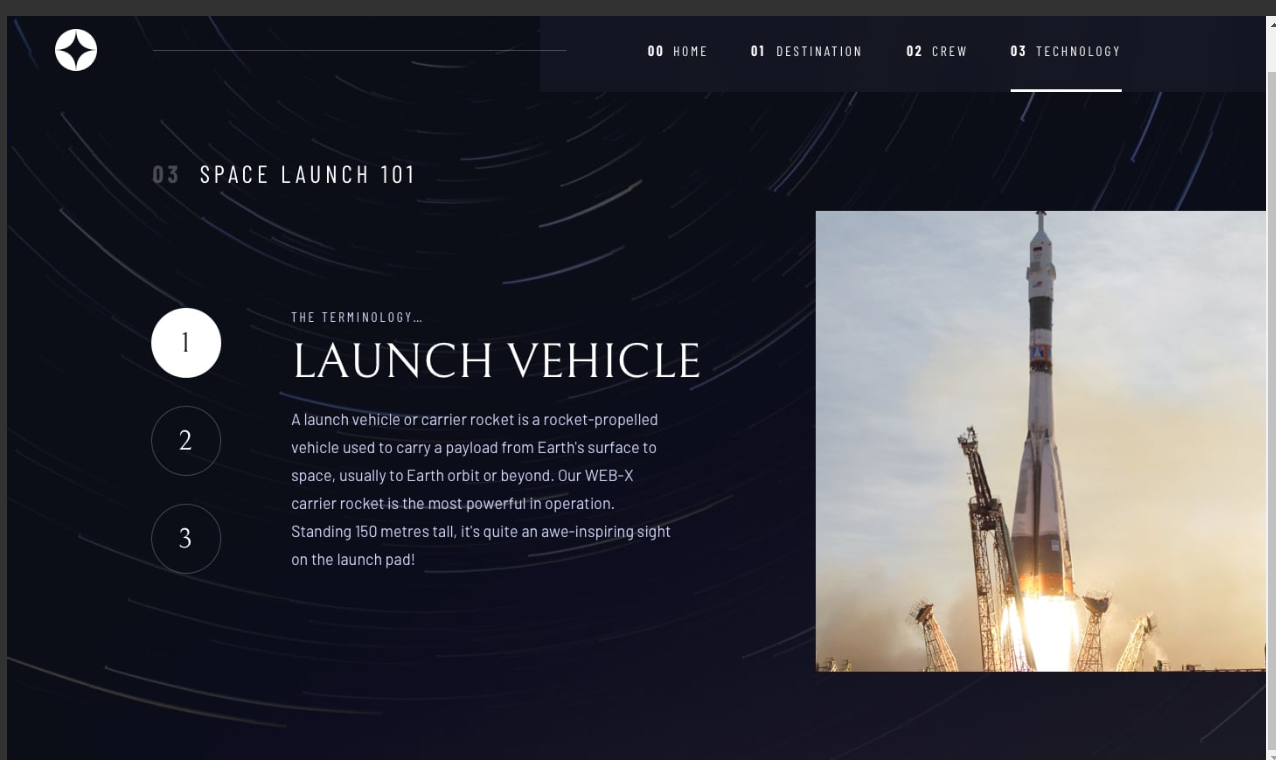 00 HOME 01 DESTINATION 02 CREW 03 TECHNOLOGY
03 SPACE LAUNCH 101
THE TERMINOLOGY...
LAUNCH VEHICLE
1
2
3
A launch vehicle or carrier rocket is a rocket-propelled
vehicle used to carry a payload from Earth's surface to
space, usually to Earth orbit or beyond. Our WEB-X
carrier rocket is the most powerful in operation.
Standing 150 metres tall, it's quite an awe-inspiring sight
on the launch pad!